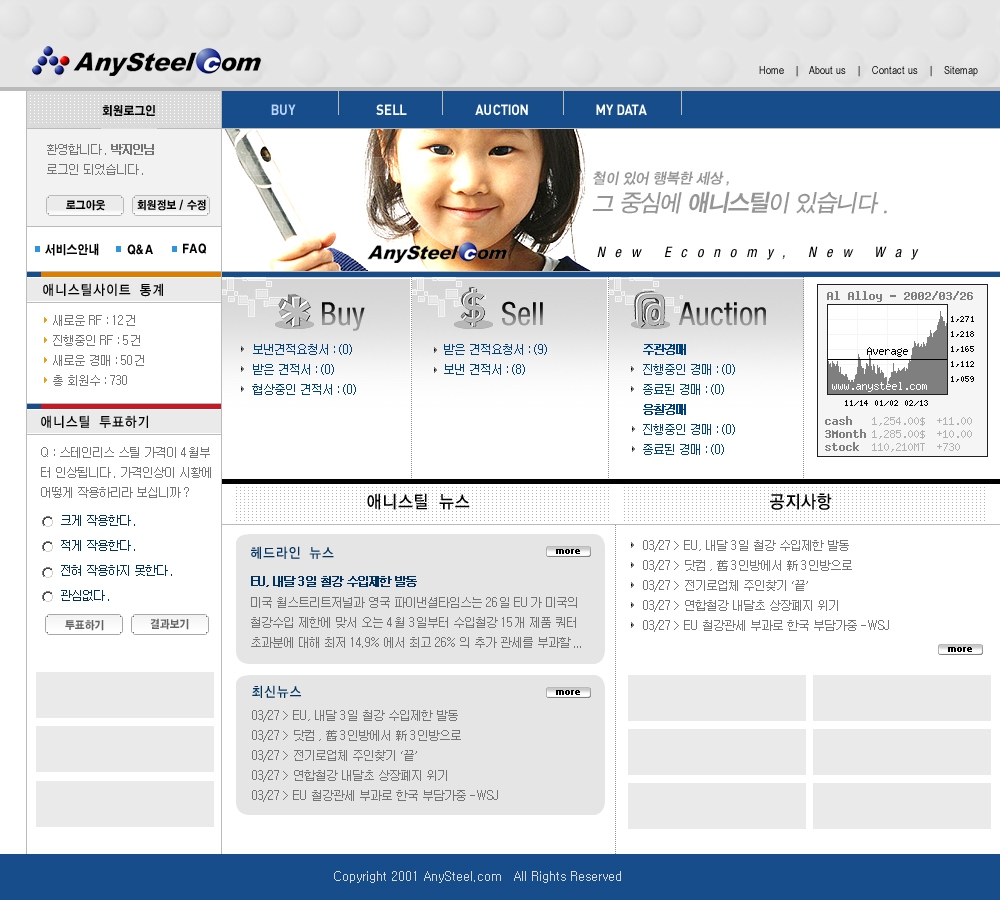 AnySteel.Com
Home | About us | Contact us | Sitemap
회원로그인
BUY
SELL
AUCTION
MY DATA
환영합니다. 박지인님
로그인 되었습니다.
로그아웃
회원정보 / 수정
서비스안내
Q&A
FAQ
철이 있어 행복한 세상,
그 중심에 애니스틸이 있습니다.
AnySteel.Com
New Economy, New Way
애니스틸사이트 통계
새로운 RF : 12건
진행중인 RF : 5건
새로운 경매 : 50건
총 회원수 : 730
애니스틸 투표하기
Q : 스테인리스 스틸 가격이 4월부
터 인상됩니다. 가격인상이 시황에
어떻게 작용하리라 보십니까?
크게 작용한다.
적게 작용한다.
전혀 작용하지 못한다.
관심없다.
투표하기
결과보기
Buy
보낸견적요청서 : (0)
받은 견적서 : (0)
협상중인 견적서 : (0)
Sell
받은 견적요청서 : (9)
보낸 견적서 : (8)
Auction
주관경매
진행중인 경매 : (0)
종료된 경매 : (0)
응찰경매
진행중인 경매 : (0)
종료된 경매 : (0)
Al Alloy - 2002/03/26
1,271
1,218
1,165
1,112
1,059
Average
www.anysteel.com
11/14 01/02 02/13
cash 1,254.00$ +11.00
3Month 1,285.00$ +10.00
stock 110,210MT +730
애니스틸 뉴스
헤드라인 뉴스
more
EU, 내달 3일 철강 수입제한 발동
미국 월스트리트저널과 영국 파이낸셜타임스는 26일 EU가 미국의
철강수입 제한에 맞서 오는 4월 3일부터 수입철강 15개 제품 쿼터
초과분에 대해 최저 14.9% 에서 최고 26% 의 추가 관세를 부과할 ...
최신뉴스
more
03/27 > EU, 내달 3일 철강 수입제한 발동
03/27 > 닷컴, 舊 3인방에서 新 3인방으로
03/27 > 전기로업체 주인찾기 '끝'
03/27 > 연합철강 내달초 상장폐지 위기
03/27 > EU 철강관세 부과로 한국 부담가중 -WSJ
공지사항
03/27 > EU, 내달 3일 철강 수입제한 발동
03/27 > 닷컴, 舊 3인방에서 新 3인방으로
03/27 > 전기로업체 주인찾기 '끝'
03/27 > 연합철강 내달초 상장폐지 위기
03/27 > EU 철강관세 부과로 한국 부담가중 -WSJ
more
Copyright 2001 AnySteel.com All Rights Reserved